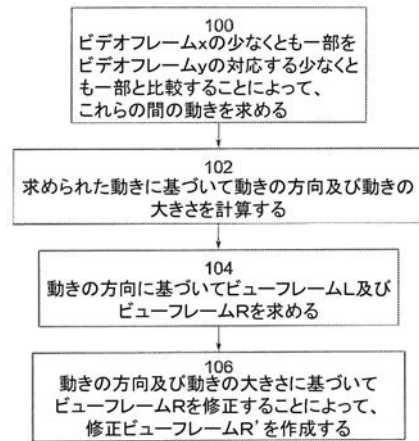 100
ビデオフレームxの少なくとも一部を
ビデオフレームyの対応する少なくと
も一部と比較することによって、
これらの間の動きを求める
102
求められた動きに基づいて動きの方向及び動きの
大きさを計算する
104
動きの方向に基づいてビューフレームL及び
ビューフレームRを求める
106
動きの方向及び動きの大きさに基づいて
ビューフレームRを修正することによって、
修正ビューフレームR'を作成する